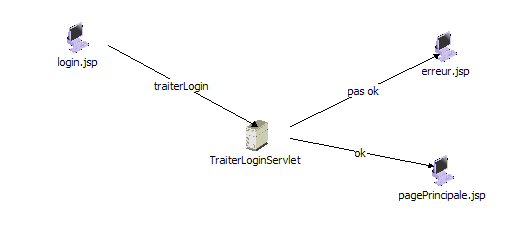 login.jsp
traiterLogin
TraiterLoginServlet
pas ok
erreur.jsp
ok
pagePrincipale.jsp